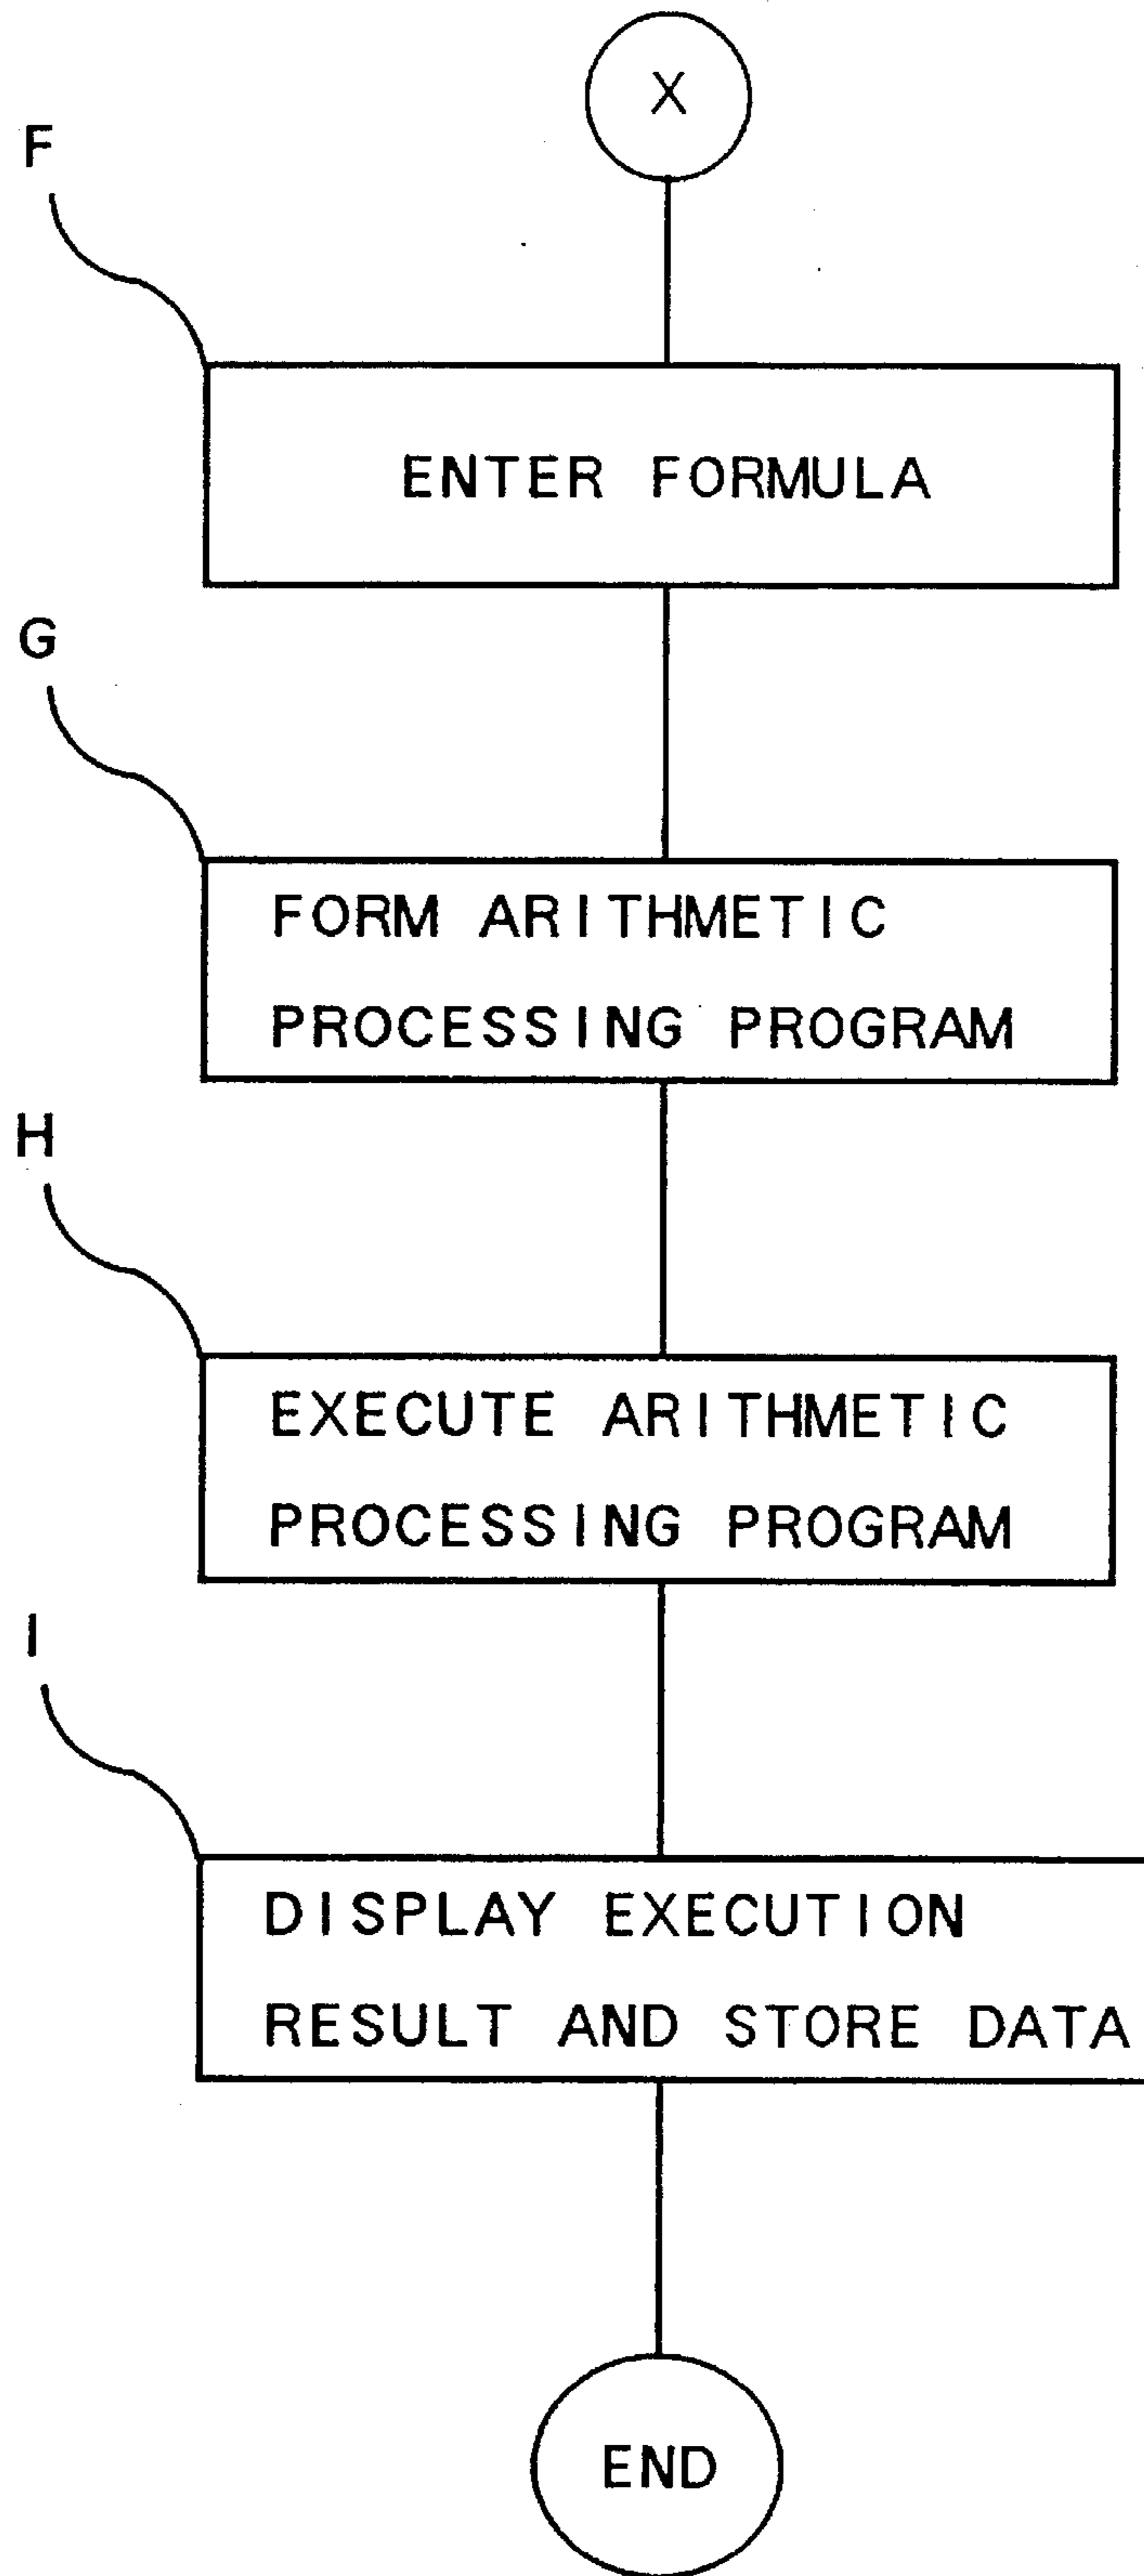 X
F
ENTER FORMULA
G
FORM ARITHMETIC
PROCESSING PROGRAM
H
EXECUTE ARITHMETIC
PROCESSING PROGRAM
I
DISPLAY EXECUTION
RESULT AND STORE DATA
END